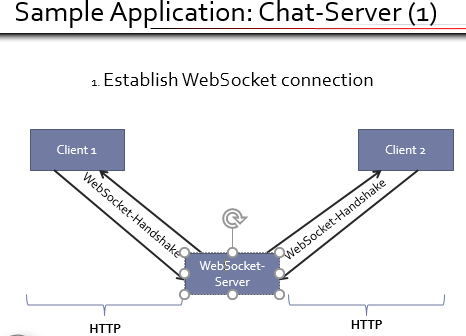 Sample Application: Chat-Server (1)
1. Establish WebSocket connection
Client 1
Client 2
WebSocket-Handshake
WebSocket-Handshake
WebSocket-
Server
HTTP
HTTP